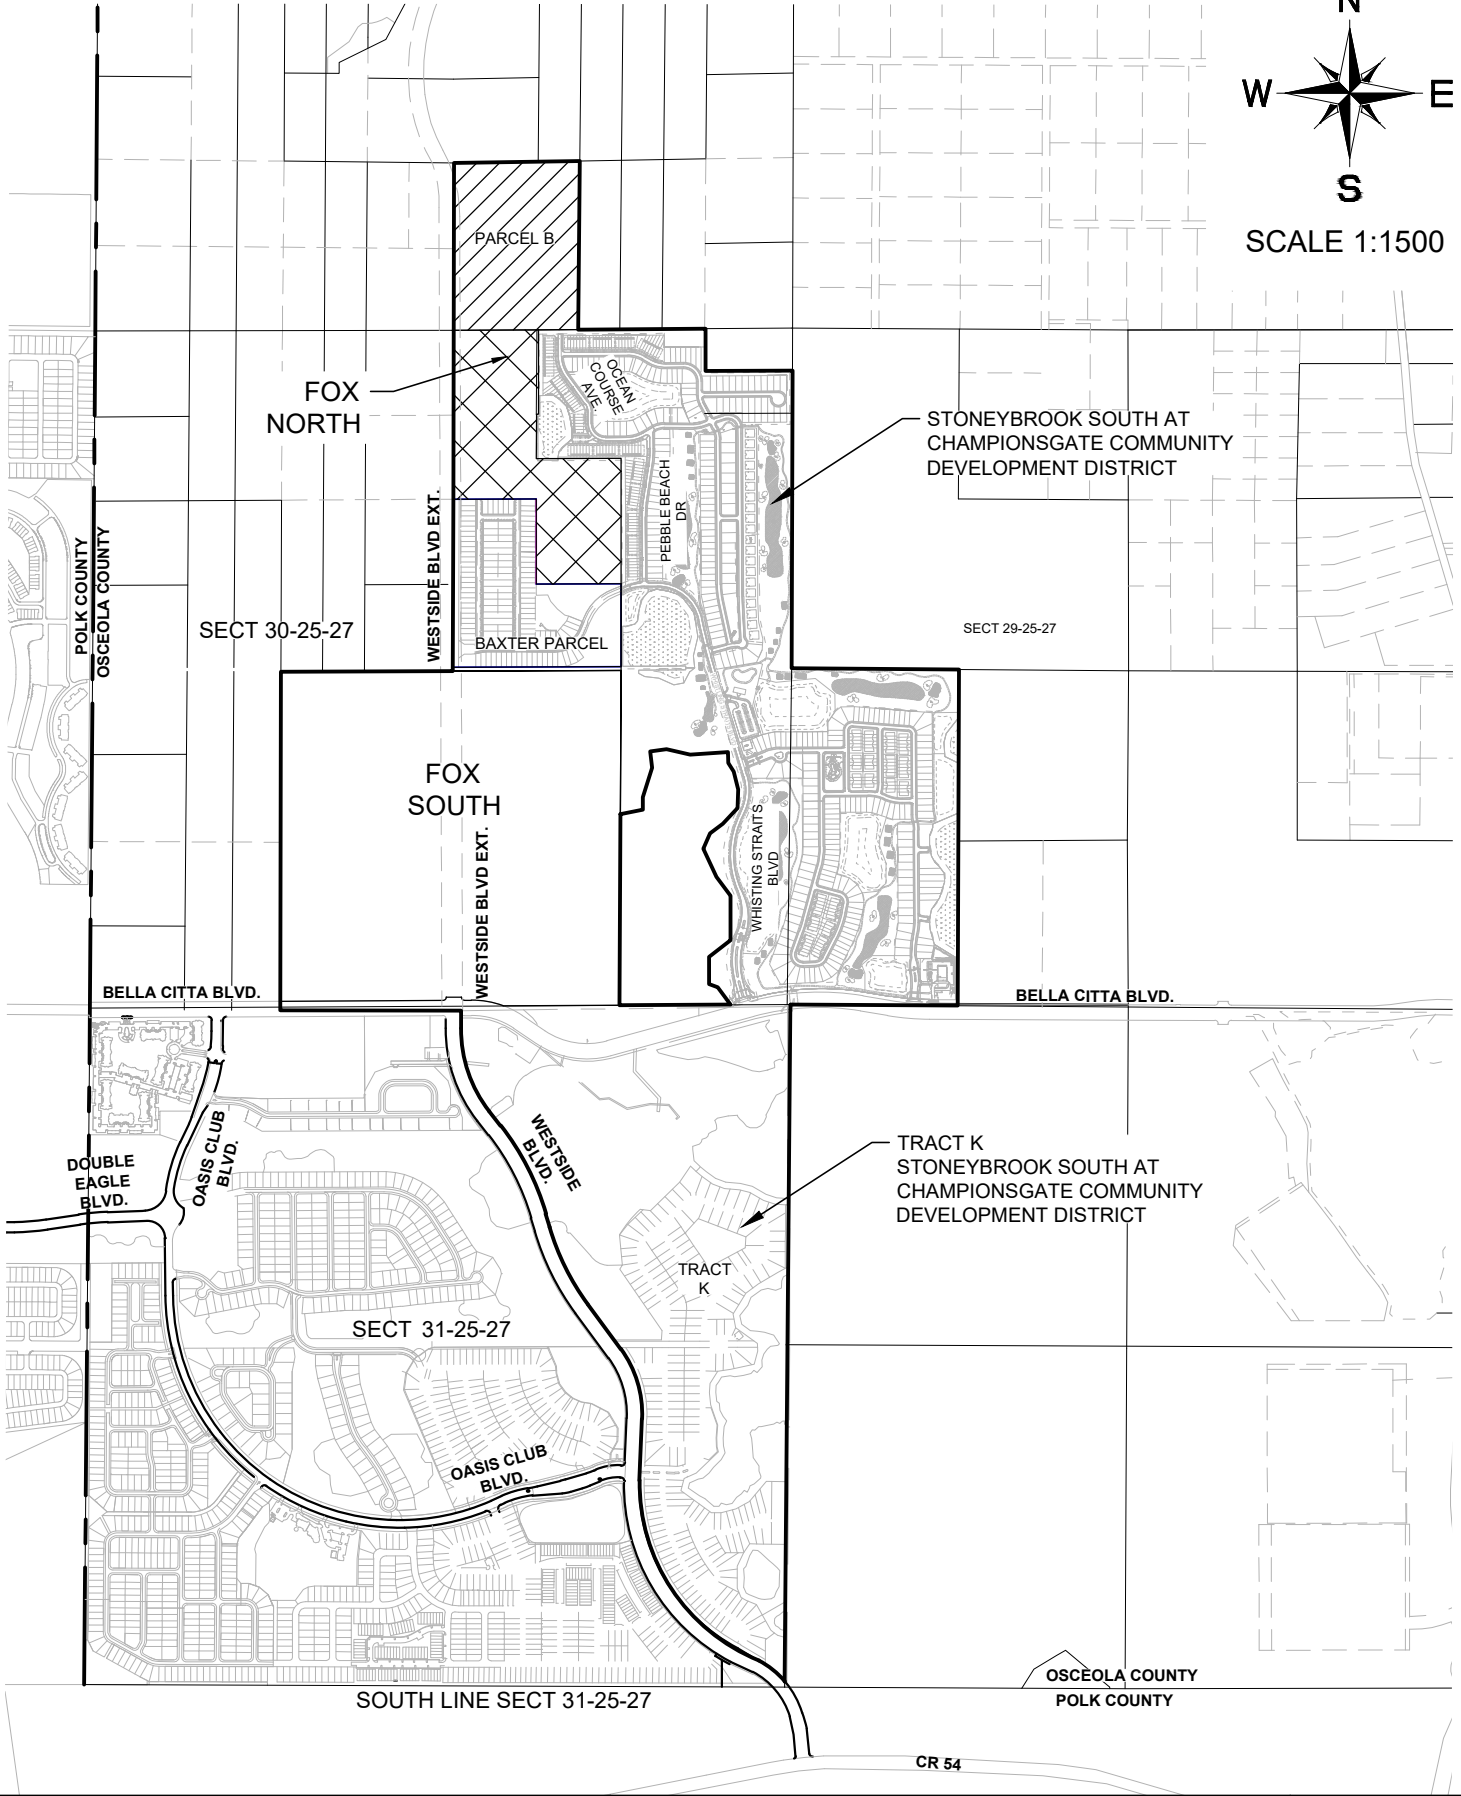 N
W
E
S
SCALE 1:1500
PARCEL B
FOX
NORTH
OCEAN
COURSE
AVE.
STONEYBROOK SOUTH AT
CHAMPIONSGATE COMMUNITY
DEVELOPMENT DISTRICT
PEBBLE BEACH
DR
WESTSIDE BLVD EXT.
POLK COUNTY
OSCEOLA COUNTY
SECT 30-25-27
BAXTER PARCEL
SECT 29-25-27
FOX
SOUTH
WESTSIDE BLVD EXT.
WHISTING STRAITS
BLVD
BELLA CITTA BLVD.
BELLA CITTA BLVD.
DOUBLE
EAGLE
BLVD.
OASIS CLUB
BLVD.
WESTSIDE
BLVD.
TRACT K
STONEYBROOK SOUTH AT
CHAMPIONSGATE COMMUNITY
DEVELOPMENT DISTRICT
TRACT
K
SECT 31-25-27
OASIS CLUB
BLVD.
OSCEOLA COUNTY
POLK COUNTY
SOUTH LINE SECT 31-25-27
CR 54